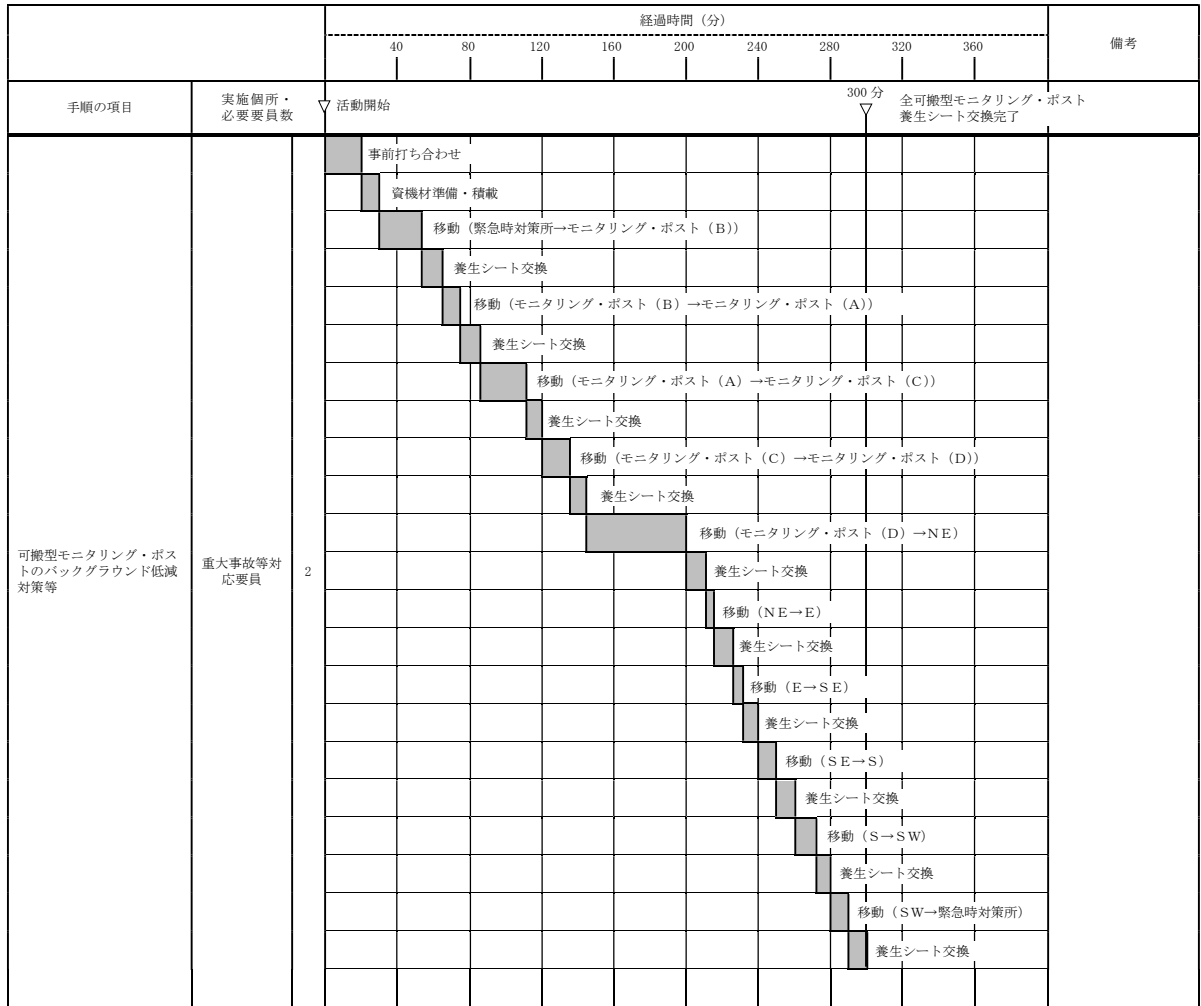 経過時間（分）
備考
40 80 120 160 200 240 280 320 360
手順の項目
実施個所・
必要要員数
活動開始
300 分
全可搬型モニタリング・ポスト
養生シート交換完了
事前打ち合わせ
資機材準備・積載
移動（緊急時対策所→モニタリング・ポスト（B））
養生シート交換
移動（モニタリング・ポスト（B）→モニタリング・ポスト（A））
養生シート交換
移動（モニタリング・ポスト（A）→モニタリング・ポスト（C））
養生シート交換
移動（モニタリング・ポスト（C）→モニタリング・ポスト（D））
養生シート交換
移動（モニタリング・ポスト（D）→NE）
可搬型モニタリング・ポス
トのバックグラウンド低減
対策等
重大事故等対
応要員
2
養生シート交換
移動（NE→E）
養生シート交換
移動（E→SE）
養生シート交換
移動（SE→S）
養生シート交換
移動（S→SW）
養生シート交換
移動（SW→緊急時対策所）
養生シート交換